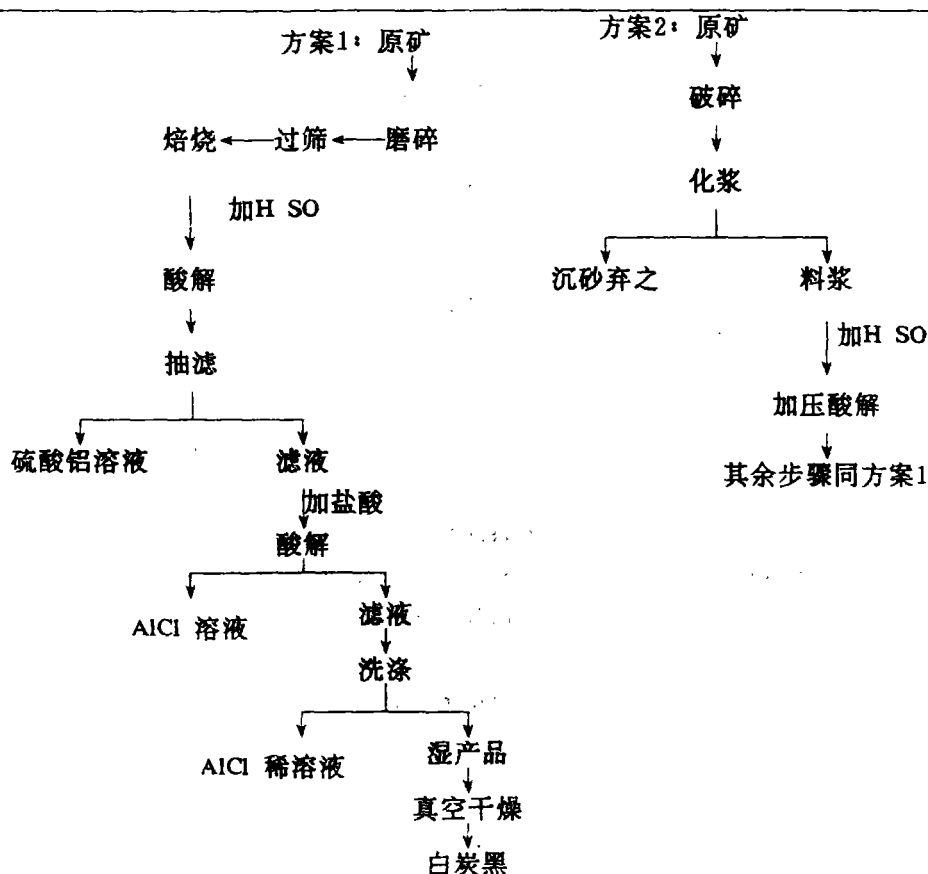 方案1：原矿
磨碎
过筛
焙烧
加H SO
酸解
抽滤
硫酸铝溶液
滤液
加盐酸
酸解
AlCl 溶液
滤液
洗涤
AlCl 稀溶液
湿产品
真空干燥
白炭黑
方案2：原矿
破碎
化浆
沉砂弃之
料浆
加H SO
加压酸解
其余步骤同方案1